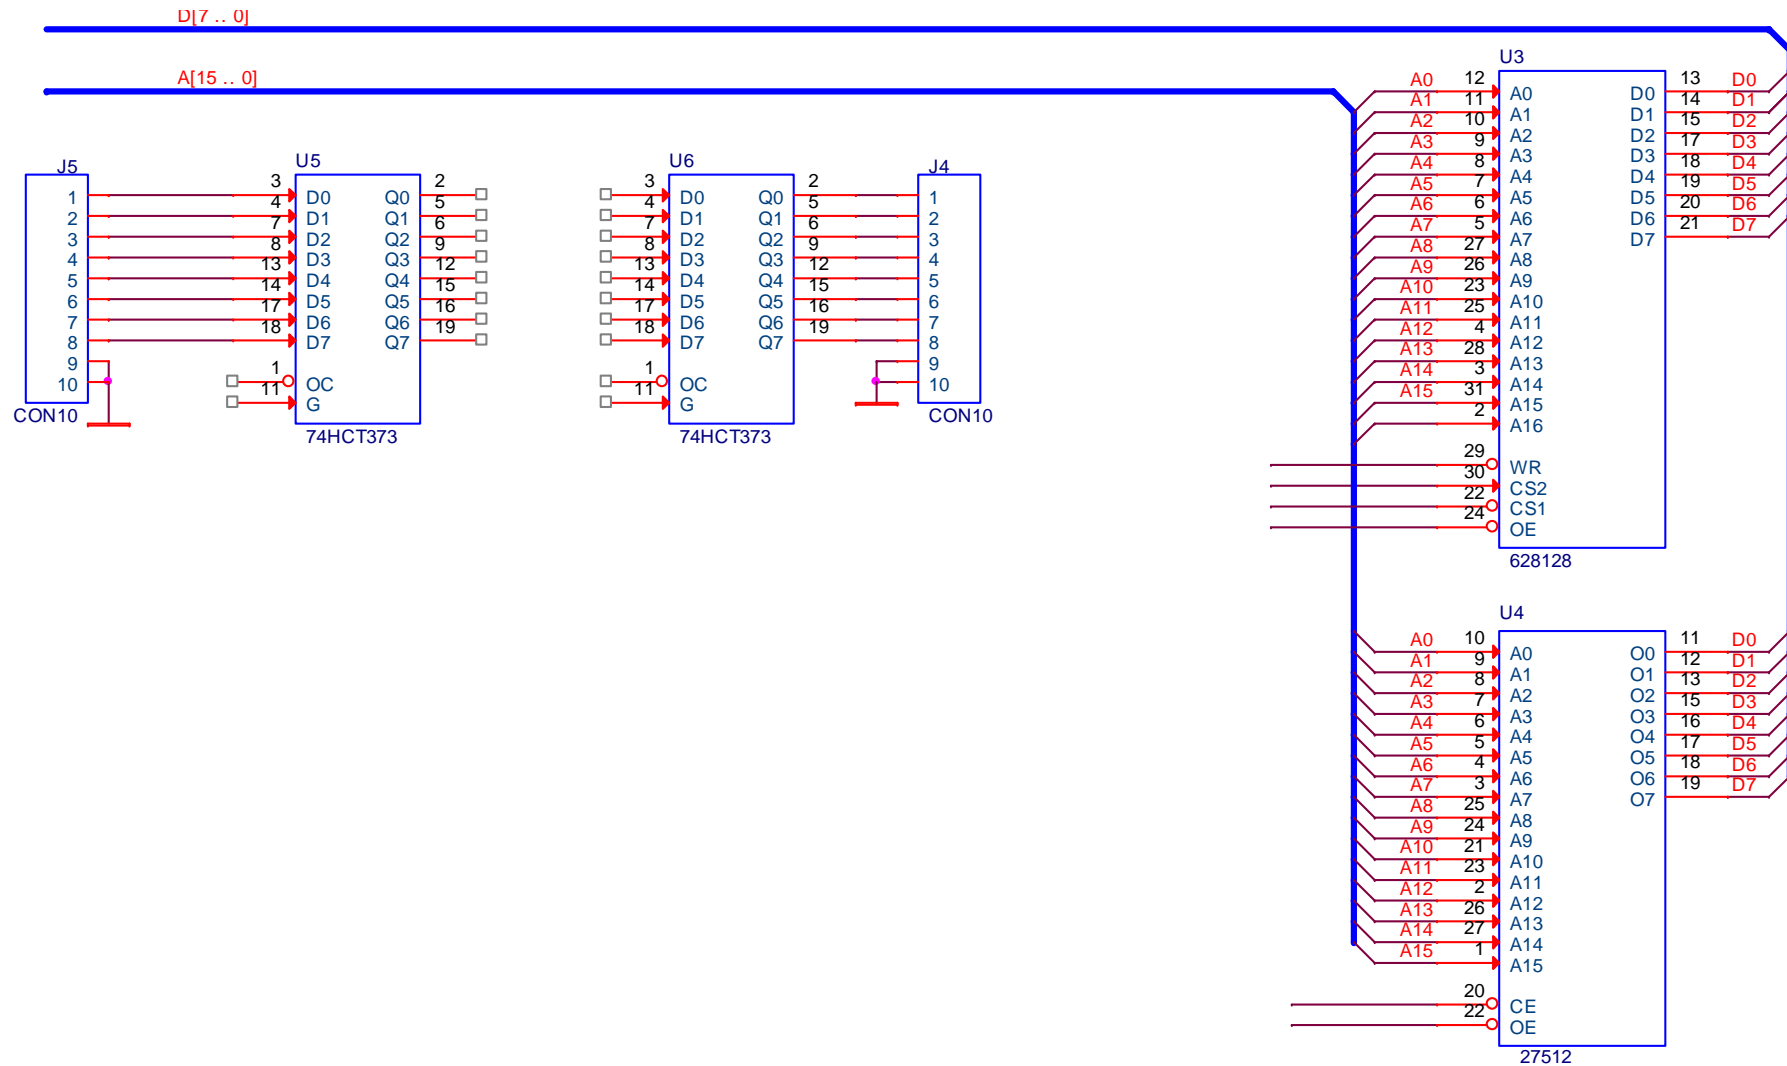 D[7 .. 0]
A[15 .. 0]
J5
1
2
3
4
5
6
7
8
9
10
CON10
U5
3 D0 Q0 2
4 D1 Q1 5
7 D2 Q2 6
8 D3 Q3 9
13 D4 Q4 12
14 D5 Q5 15
17 D6 Q6 16
18 D7 Q7 19
1 OC
11 G
74HCT373
U6
3 D0 Q0 2
4 D1 Q1 5
7 D2 Q2 6
8 D3 Q3 9
13 D4 Q4 12
14 D5 Q5 15
17 D6 Q6 16
18 D7 Q7 19
1 OC
11 G
74HCT373
J4
1
2
3
4
5
6
7
8
9
10
CON10
U3
A0 12 A0 D0 13 D0
A1 11 A1 D1 14 D1
A2 10 A2 D2 15 D2
A3 9 A3 D3 17 D3
A4 8 A4 D4 18 D4
A5 7 A5 D5 19 D5
A6 6 A6 D6 20 D6
A7 5 A7 D7 21 D7
A8 27 A8
A9 26 A9
A10 23 A10
A11 25 A11
A12 4 A12
A13 28 A13
A14 3 A14
A15 31 A15
2 A16
29 WR
30 CS2
22 CS1
24 OE
628128
U4
A0 10 A0 O0 11 D0
A1 9 A1 O1 12 D1
A2 8 A2 O2 13 D2
A3 7 A3 O3 15 D3
A4 6 A4 O4 16 D4
A5 5 A5 O5 17 D5
A6 4 A6 O6 18 D6
A7 3 A7 O7 19 D7
A8 25 A8
A9 24 A9
A10 21 A10
A11 23 A11
A12 2 A12
A13 26 A13
A14 27 A14
A15 1 A15
20 CE
22 OE
27512